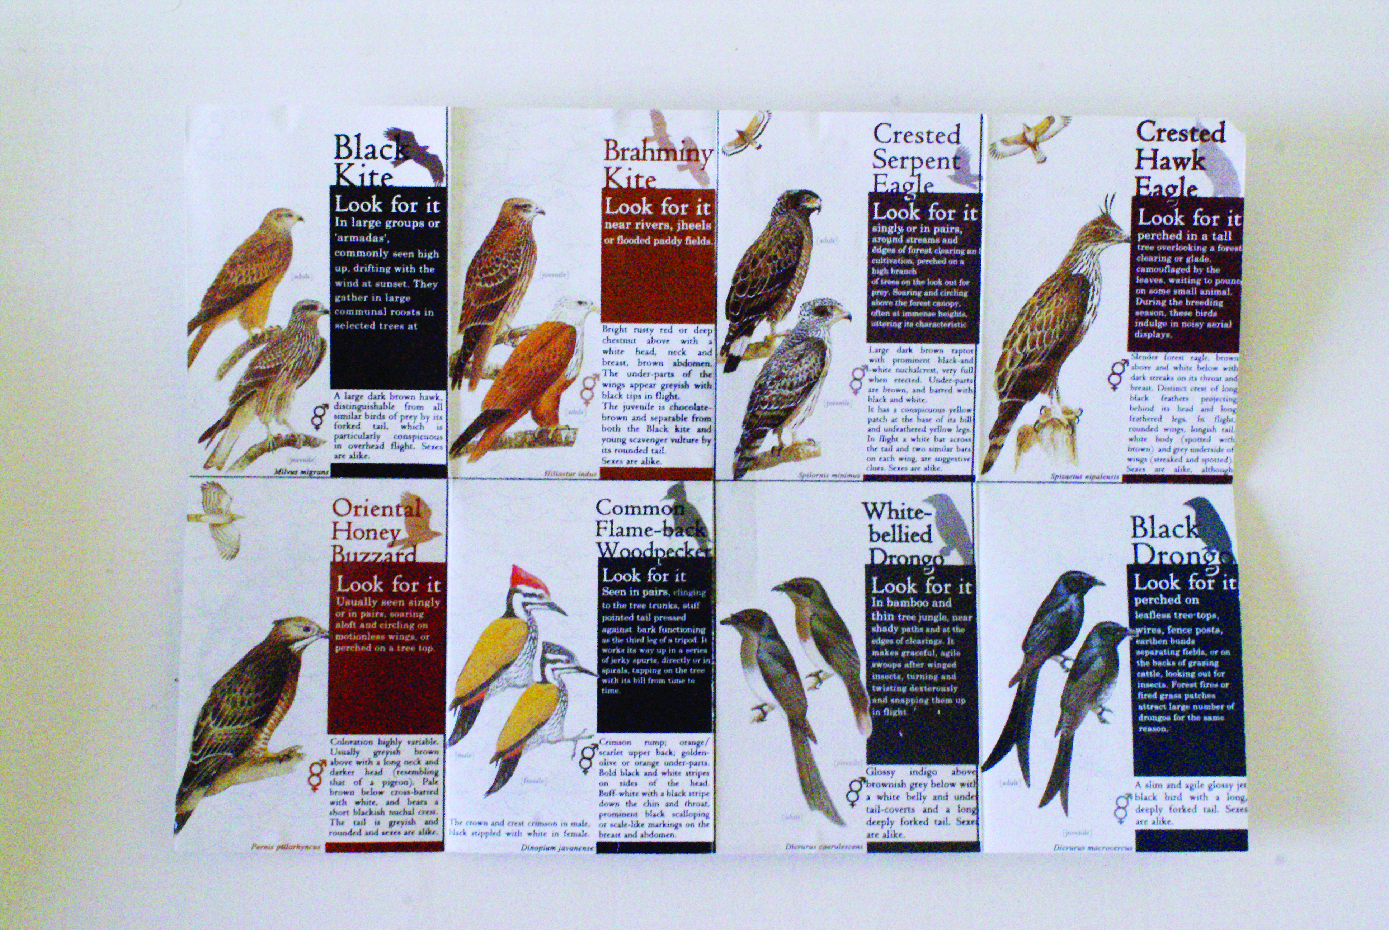 Black
Kite
Look for it
In large groups or
'armadas',
commonly seen high
up, drifting with the
wind at sunset. They
gather in large
communal roosts in
selected trees at
A large dark brown hawk,
distinguishable from all
similar birds of prey by its
forked tail, which is
particularly conspicuous
in overhead flight. Sexes
are alike.
[adult]
[juvenile]
Milvus migrans
Brahminy
Kite
Look for it
near rivers, jheels
or flooded paddy fields.
Bright rusty red or deep
chestnut above with a
white head, neck and
breast, brown abdomen.
The under-parts of the
wings appear greyish with
black tips in flight.
The juvenile is chocolate-
brown and separable from
both the Black kite and
young scavenger vulture by
its rounded tail.
Sexes are alike.
[juvenile]
[adult]
Haliastur indus
Crested
Serpent
Eagle
Look for it
singly or in pairs,
around streams and
edges of forest clearing an
cultivation, perched on a
high branch
of trees on the look out for
prey. Soaring and circling
above the forest canopy,
often at immense heights,
uttering its characteristic
Large dark brown raptor
with prominent black-and
-white nuchalcrest, very full
when erected. Under-parts
are brown, and barred with
black and white.
It has a conspicuous yellow
patch at the base of its bill
and unfeathered yellow legs.
In flight a white bar across
the tail and two similar bars
on each wing, are suggestive
clues. Sexes are alike.
[adult]
[juvenile]
Spilornis minimus
Crested
Hawk
Eagle
Look for it
perched in a tall
tree overlooking a forest
clearing or glade,
camouflaged by the
leaves, waiting to pounc
on some small animal.
During the breeding
season, these birds
indulge in noisy aerial
displays.
Slender forest eagle, brown
above and white below with
dark streaks on its throat and
breast. Distinct crest of long
black feathers projecting
behind its head and long
feathered legs. In flight,
rounded wings, longish tail,
white body (spotted with
brown) and grey underside of
wings (streaked and spotted).
Sexes are alike, although
Spizaetus nipalensis
Oriental
Honey
Buzzard
Look for it
Usually seen singly
or in pairs, soaring
aloft and circling on
motionless wings, or
perched on a tree top.
Coloration highly variable.
Usually greyish brown
above with a long neck and
darker head (resembling
that of a pigeon). Pale
brown below cross-barred
with white, and bears a
short blackish nuchal crest.
The tail is greyish and
rounded and sexes are alike.
Pernis ptilorhyncus
Common
Flame-back
Woodpecker
Look for it
Seen in pairs, clinging
to the tree trunks, stiff
pointed tail pressed
against bark functioning
as the third leg of a tripod. It
works its way up in a series
of jerky spurts, directly or in
spirals, tapping on the tree
with its bill from time to
time.
Crimson rump; orange/
scarlet upper back; golden-
olive or orange under-parts.
Bold black and white stripes
on sides of the head.
Buff-white with a black stripe
down the chin and throat,
prominent black scalloping
or scale-like markings on the
breast and abdomen.
[male]
[female]
The crown and crest crimson in male,
black stippled with white in female.
Dinopium javanense
White-
bellied
Drongo
Look for it
In bamboo and
thin tree jungle, near
shady paths and at the
edges of clearings. It
makes graceful, agile
swoops after winged
insects, turning and
twisting dexterously
and snapping them up
in flight.
Glossy indigo above
brownish grey below with
a white belly and unde
tail-coverts and a long
deeply forked tail. Sexe
are alike.
[juvenile]
[adult]
Dicrurus caerulescens
Black
Drongo
Look for it
perched on
leafless tree-tops,
wires, fence posts,
earthen bunds
separating fields, or on
the backs of grazing
cattle, looking out for
insects. Forest fires or
fired grass patches
attract large number of
drongos for the same
reason.
A slim and agile glossy jet
black bird with a long,
deeply forked tail. Sexes
are alike.
[adult]
[juvenile]
Dicrurus macrocercus